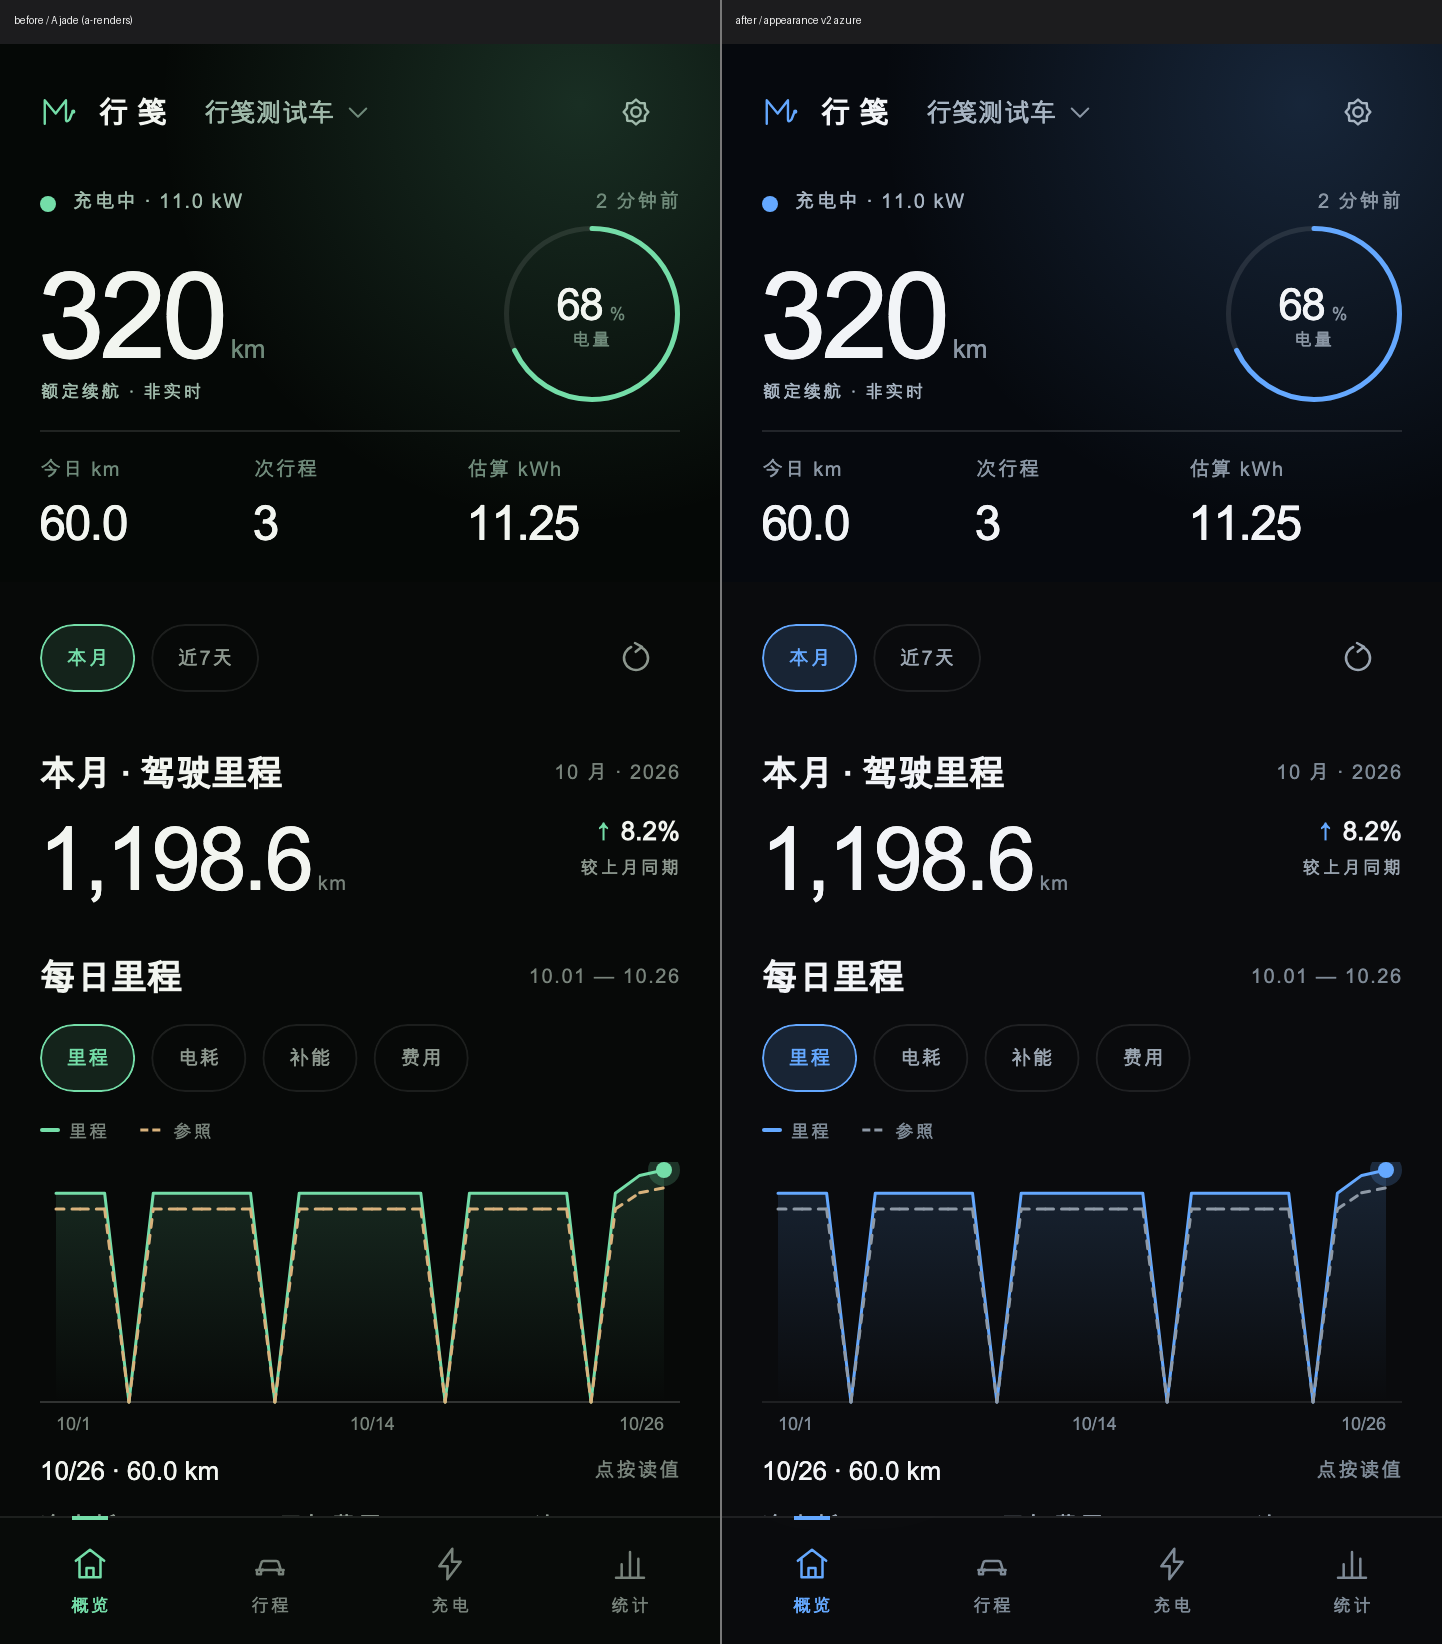 before / A jade (a-renders)
行 笺 行笺测试车
充电中 · 11.0 kW 2 分钟前
320 km
68 %
电量
额定续航 · 非实时
今日 km 次行程 估算 kWh
60.0 3 11.25
本月 近7天
本月 · 驾驶里程 10 月 · 2026
1,198.6 km
↑ 8.2%
较上月同期
每日里程 10.01 — 10.26
里程 电耗 补能 费用
里程 参照
10/1 10/14 10/26
10/26 · 60.0 km 点按读值
概览 行程 充电 统计
after / appearance v2 azure
行 笺 行笺测试车
充电中 · 11.0 kW 2 分钟前
320 km
68 %
电量
额定续航 · 非实时
今日 km 次行程 估算 kWh
60.0 3 11.25
本月 近7天
本月 · 驾驶里程 10 月 · 2026
1,198.6 km
↑ 8.2%
较上月同期
每日里程 10.01 — 10.26
里程 电耗 补能 费用
里程 参照
10/1 10/14 10/26
10/26 · 60.0 km 点按读值
概览 行程 充电 统计